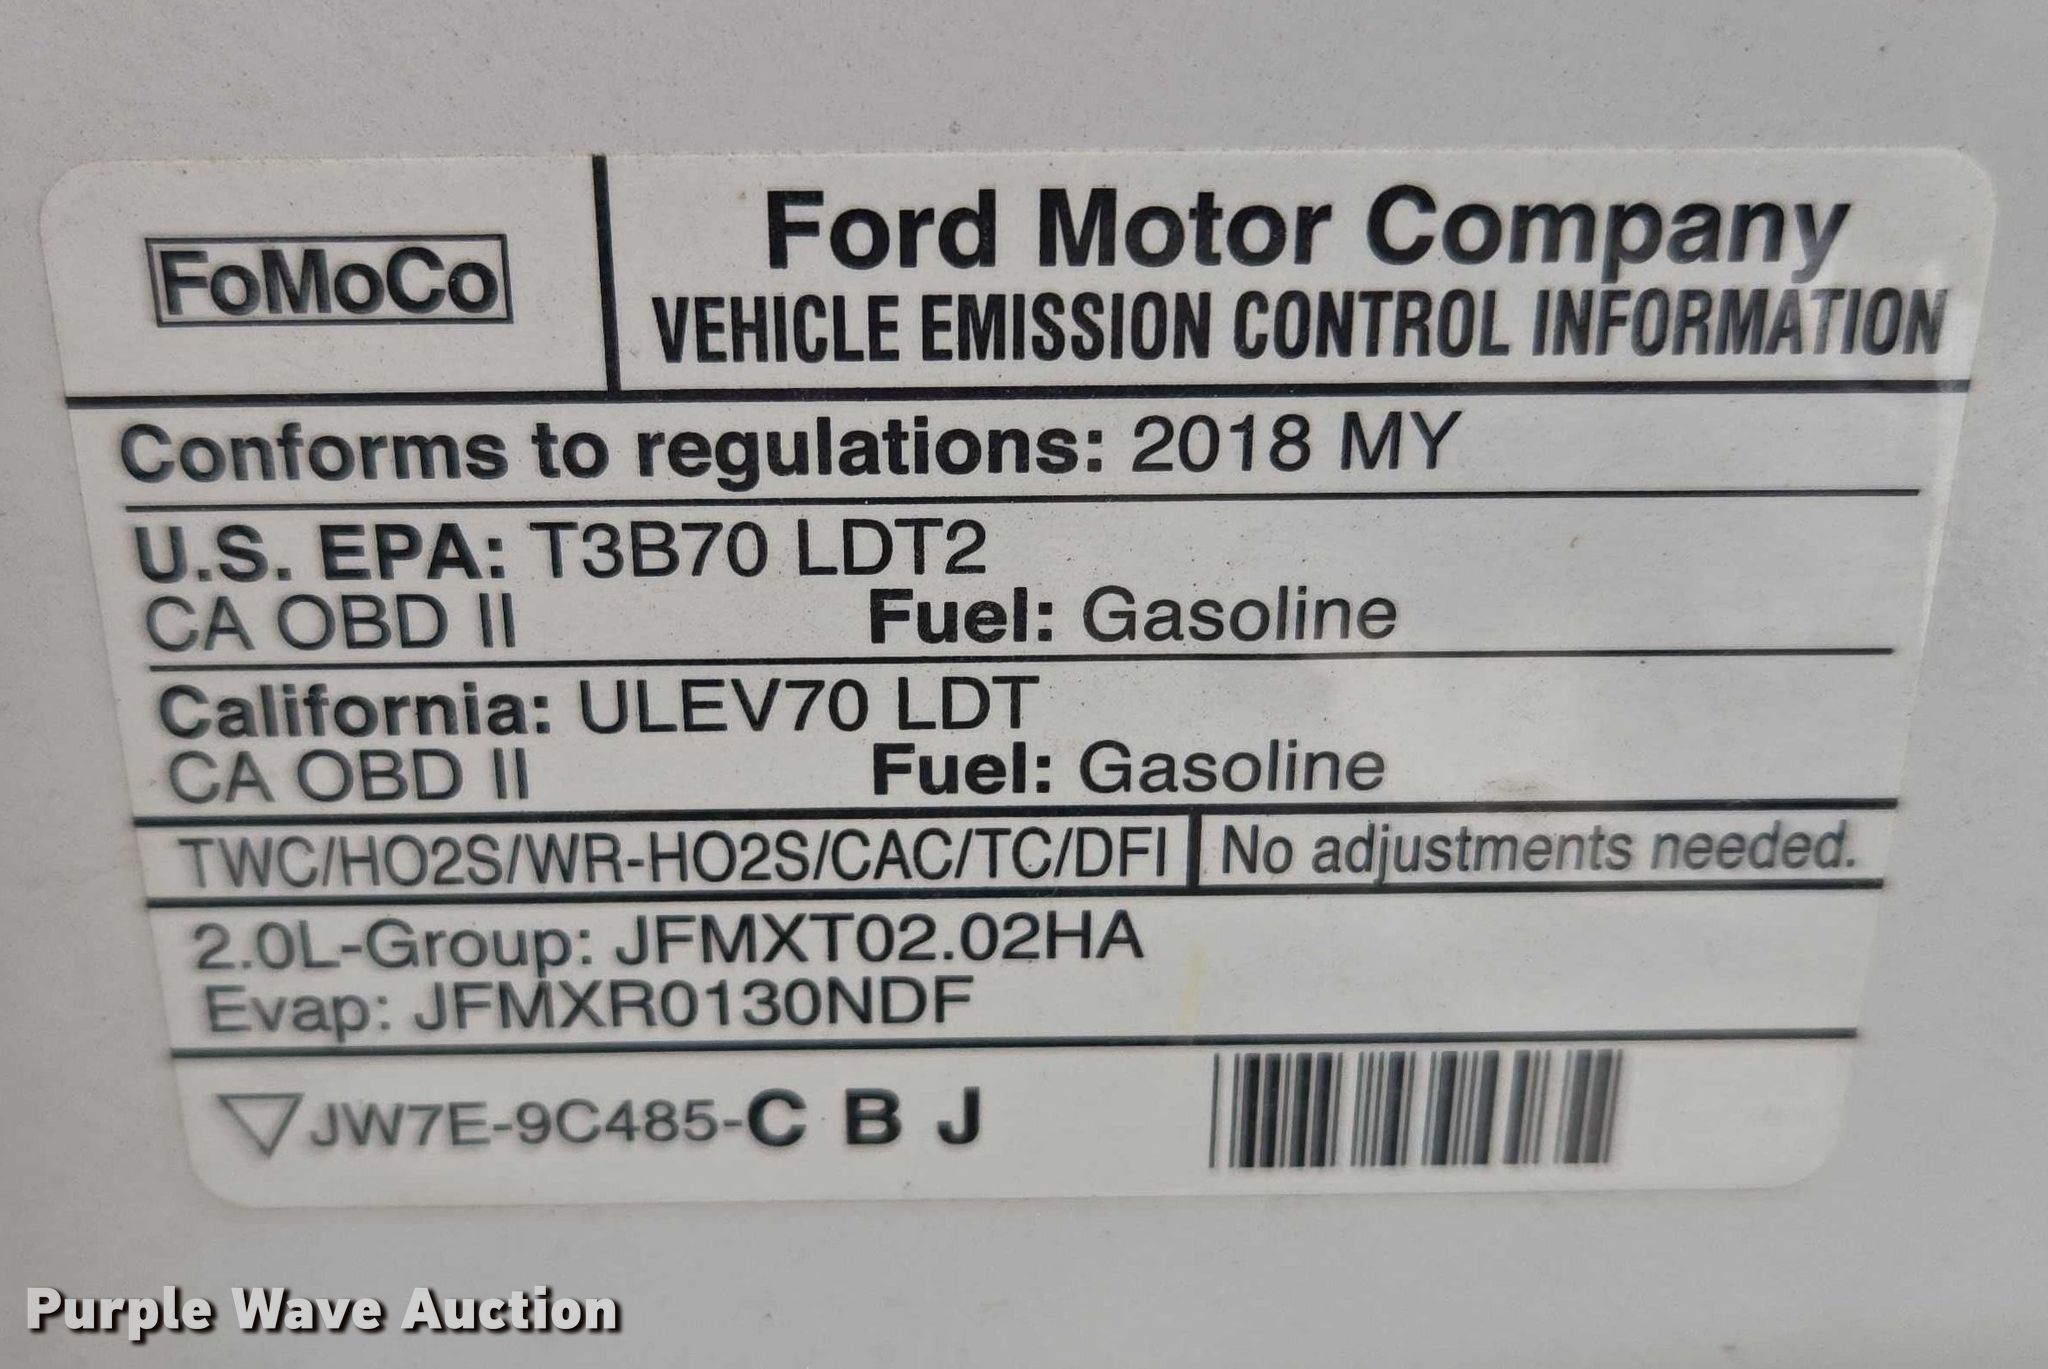 FoMoCo
Ford Motor Company
VEHICLE EMISSION CONTROL INFORMATION
Conforms to regulations: 2018 MY
U.S. EPA: T3B70 LDT2
CA OBD II Fuel: Gasoline
California: ULEV70 LDT
CA OBD II Fuel: Gasoline
TWC/HO2S/WR-HO2S/CAC/TC/DFI No adjustments needed.
2.0L-Group: JFMXT02.02HA
Evap: JFMXR0130NDF
JW7E-9C485-C B J
Purple Wave Auction